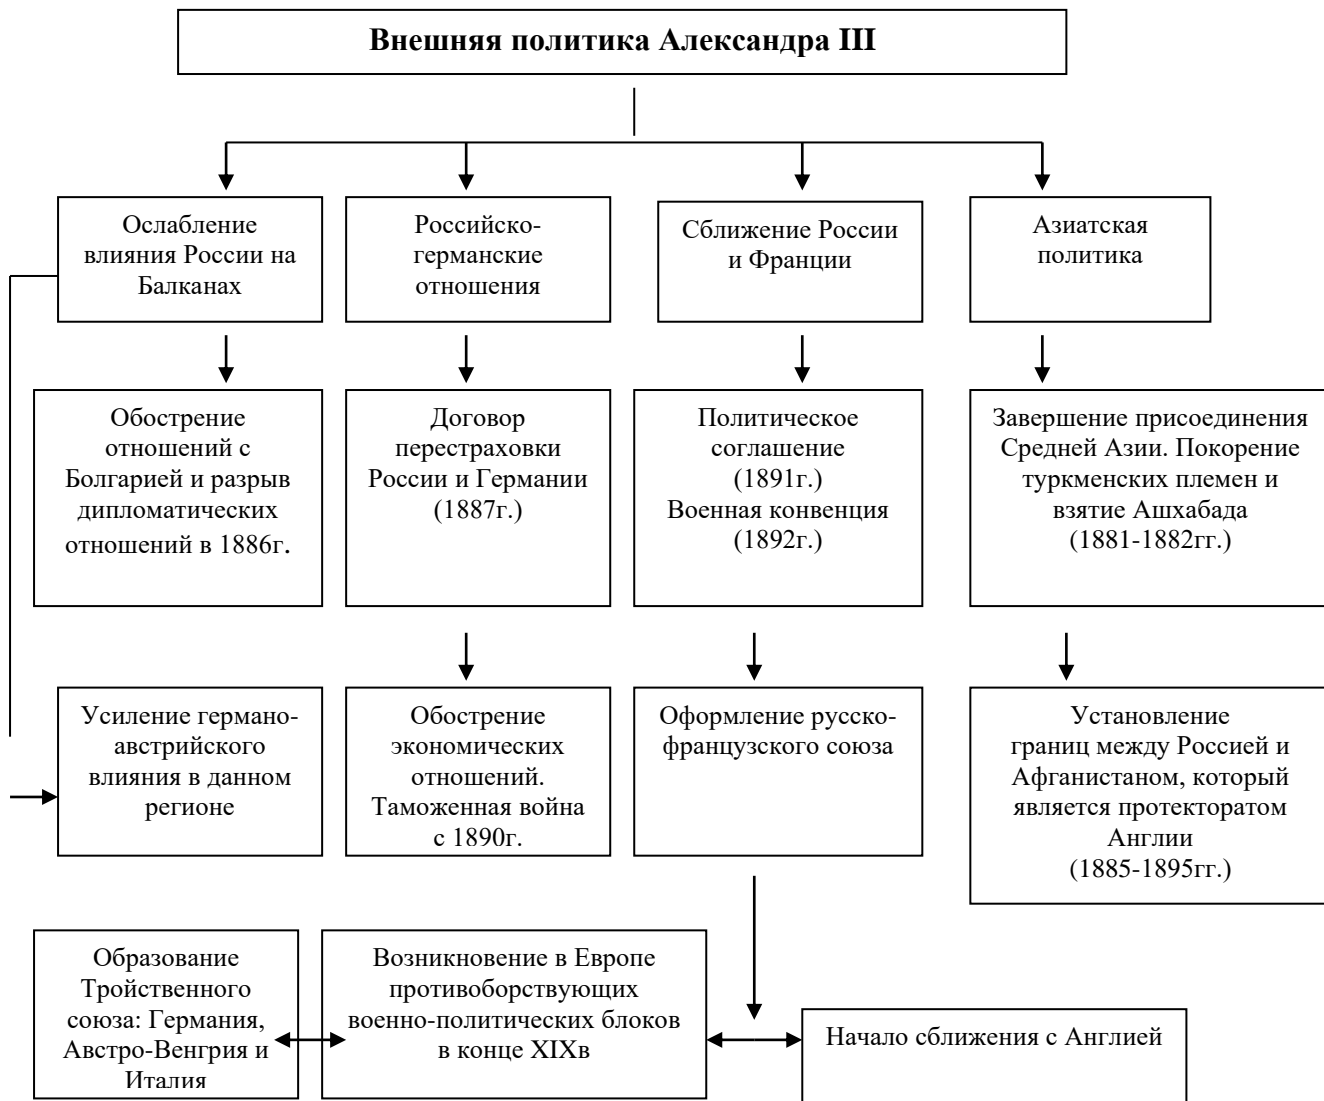 Внешняя политика Александра III
Ослабление
влияния России на
Балканах
Российско-
германские
отношения
Сближение России
и Франции
Азиатская
политика
Обострение
отношений с
Болгарией и разрыв
дипломатических
отношений в 1886г.
Договор
перестраховки
России и Германии
(1887г.)
Политическое
соглашение
(1891г.)
Военная конвенция
(1892г.)
Завершение присоединения
Средней Азии. Покорение
туркменских племен и
взятие Ашхабада
(1881-1882гг.)
Усиление германо-
австрийского
влияния в данном
регионе
Обострение
экономических
отношений.
Таможенная война
с 1890г.
Оформление русско-
французского союза
Установление
границ между Россией и
Афганистаном, который
является протекторатом
Англии
(1885-1895гг.)
Образование
Тройственного
союза: Германия,
Австро-Венгрия и
Италия
Возникновение в Европе
противоборствующих
военно-политических блоков
в конце XIXв
Начало сближения с Англией